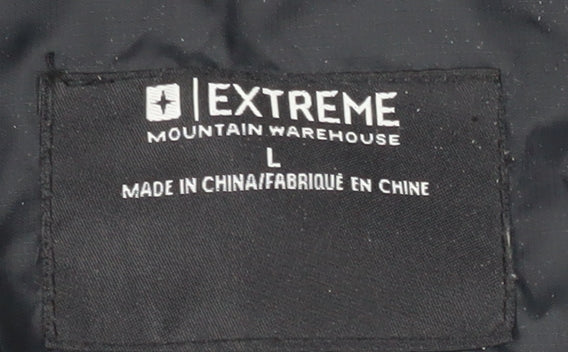 EXTREME
MOUNTAIN WAREHOUSE
L
MADE IN CHINA/FABRIQUÉ EN CHINE